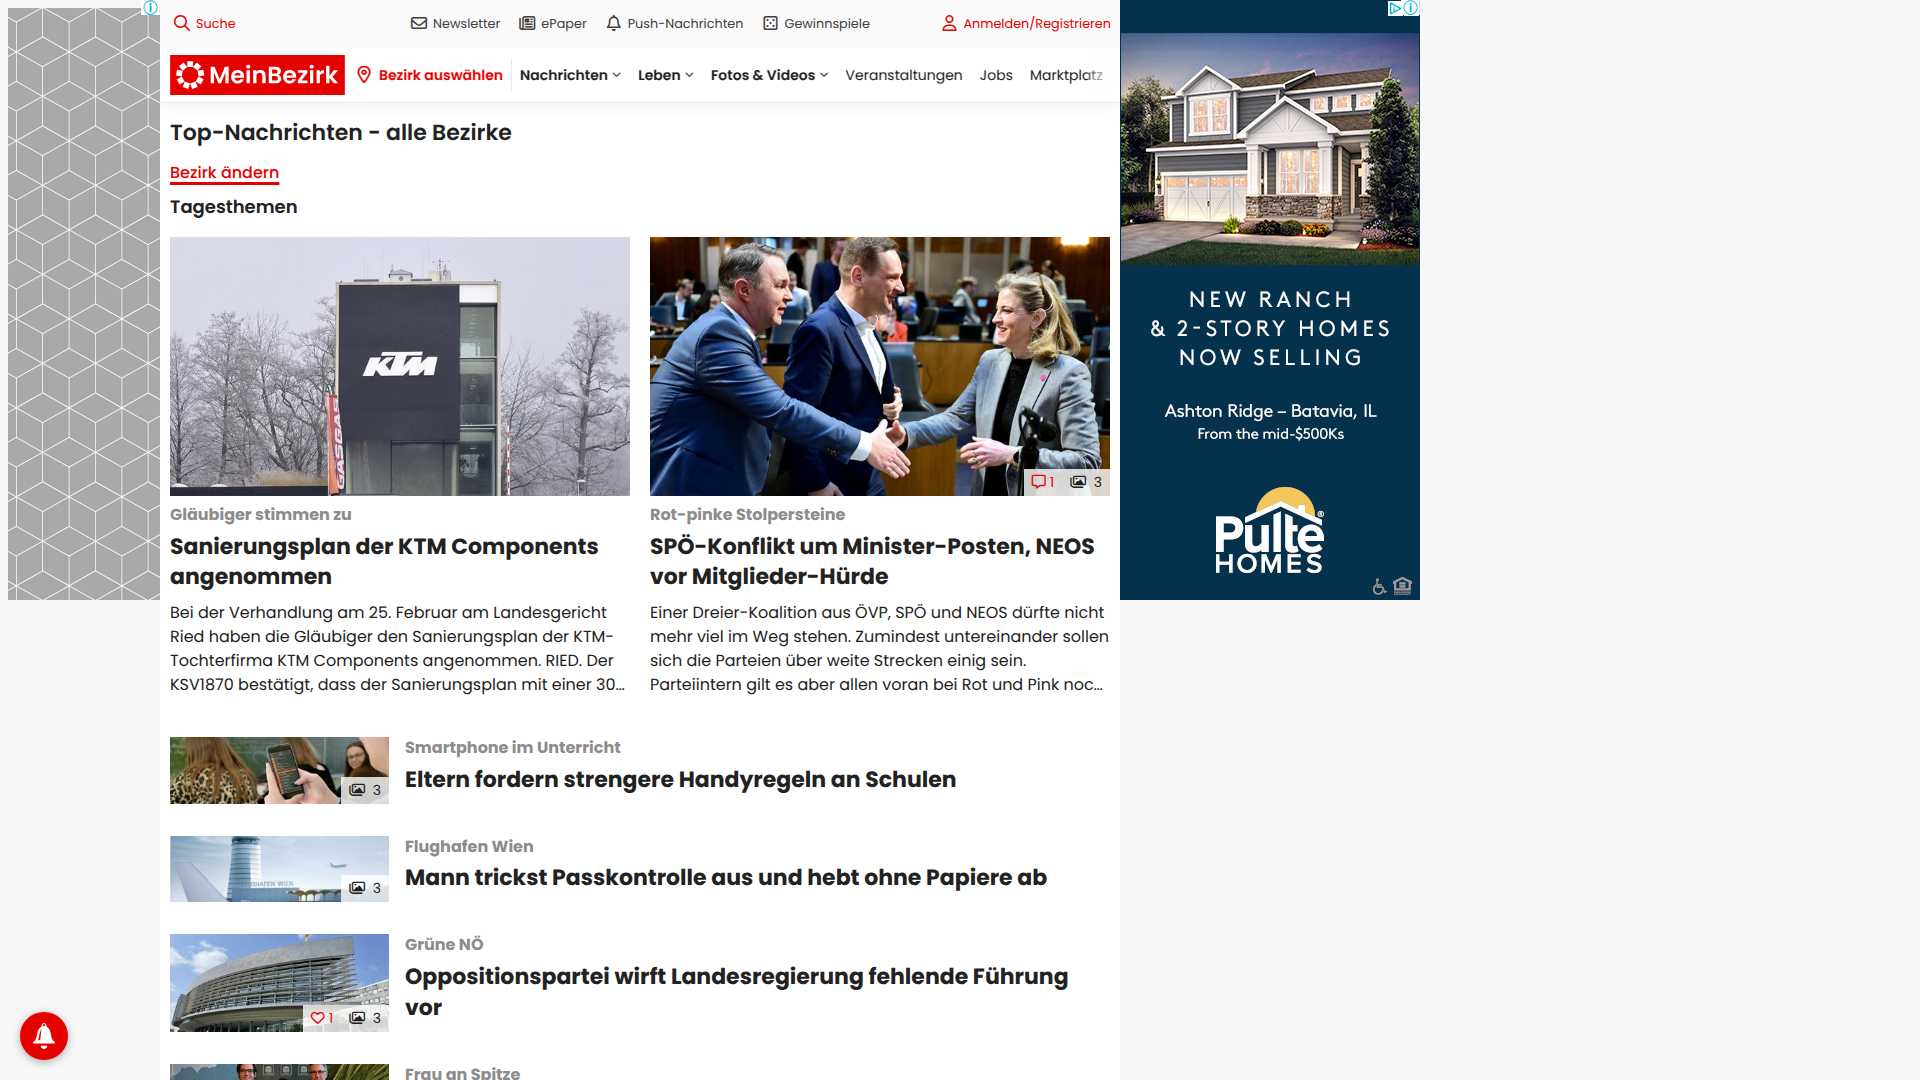 Suche
Newsletter
ePaper
Push-Nachrichten
Gewinnspiele
Anmelden/Registrieren
MeinBezirk
Bezirk auswählen
Nachrichten
Leben
Fotos & Videos
Veranstaltungen
Jobs
Marktplatz
Top-Nachrichten - alle Bezirke
Bezirk ändern
Tagesthemen
KTM
GASGAS
1
3
Gläubiger stimmen zu
Sanierungsplan der KTM Components
angenommen
Bei der Verhandlung am 25. Februar am Landesgericht
Ried haben die Gläubiger den Sanierungsplan der KTM-
Tochterfirma KTM Components angenommen. RIED. Der
KSV1870 bestätigt, dass der Sanierungsplan mit einer 30...
Rot-pinke Stolpersteine
SPÖ-Konflikt um Minister-Posten, NEOS
vor Mitglieder-Hürde
Einer Dreier-Koalition aus ÖVP, SPÖ und NEOS dürfte nicht
mehr viel im Weg stehen. Zumindest untereinander sollen
sich die Parteien über weite Strecken einig sein.
Parteiintern gilt es aber allen voran bei Rot und Pink noc...
3
Smartphone im Unterricht
Eltern fordern strengere Handyregeln an Schulen
3
Flughafen Wien
Mann trickst Passkontrolle aus und hebt ohne Papiere ab
1
3
Grüne NÖ
Oppositionspartei wirft Landesregierung fehlende Führung
vor
Frau an Spitze
NEW RANCH
& 2-STORY HOMES
NOW SELLING
Ashton Ridge – Batavia, IL
From the mid-$500Ks
Pulte®
HOMES